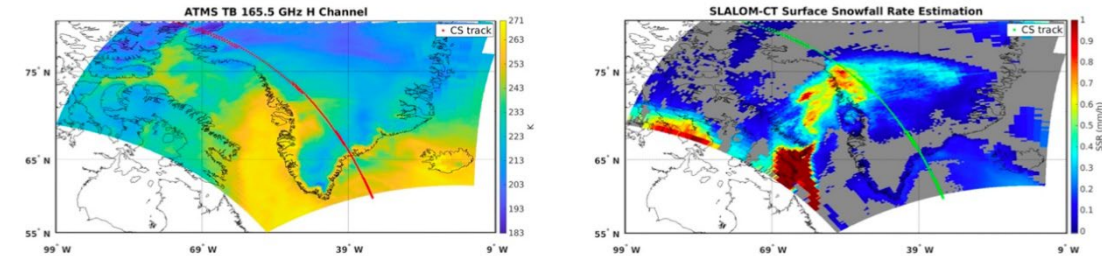 ATMS TB 165.5 GHz H Channel
CS track
75° N
65° N
55° N
99° W
69° W
39° W
9° W
271
263
253
243
233
223
213
203
193
183
K
SLALOM-CT Surface Snowfall Rate Estimation
CS track
75° N
65° N
55° N
99° W
69° W
39° W
9° W
1
0.9
0.8
0.7
0.6
0.5
0.4
0.3
0.2
0.1
0
SSR (mm/h)